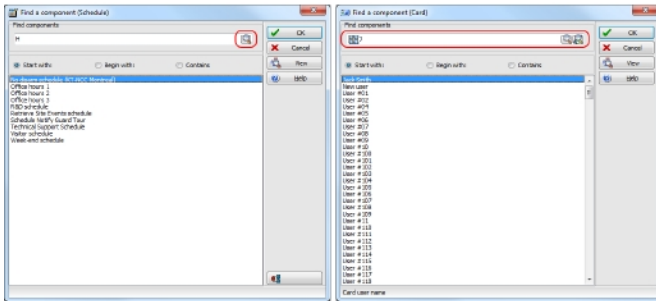 Find a component (Schedule)
Find components
H
Start with:
Begin with:
Contains
OK
Cancel
View
Help
No disarm schedule
Office hours 1
Office hours 2
Office hours 3
R&D schedule
Retrieve Site Events schedule
Schedule Notify Guard Tour
Technical Support Schedule
Visitor schedule
Week-end schedule
Find a component (Card)
Find components
J
Start with:
Begin with:
Contains
OK
Cancel
View
Help
Jack Smith
New user
User #01
User #02
User #04
User #05
User #06
User #07
User #08
User #09
User #10
User #100
User #101
User #102
User #103
User #104
User #105
User #106
User #107
User #108
User #109
User #11
User #110
User #111
User #112
User #113
User #114
User #115
User #116
User #117
User #118
Card user name